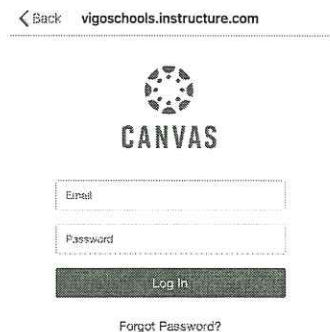 Back vigoschools.instructure.com
CANVAS
Email
Password
Log In
Forgot Password?